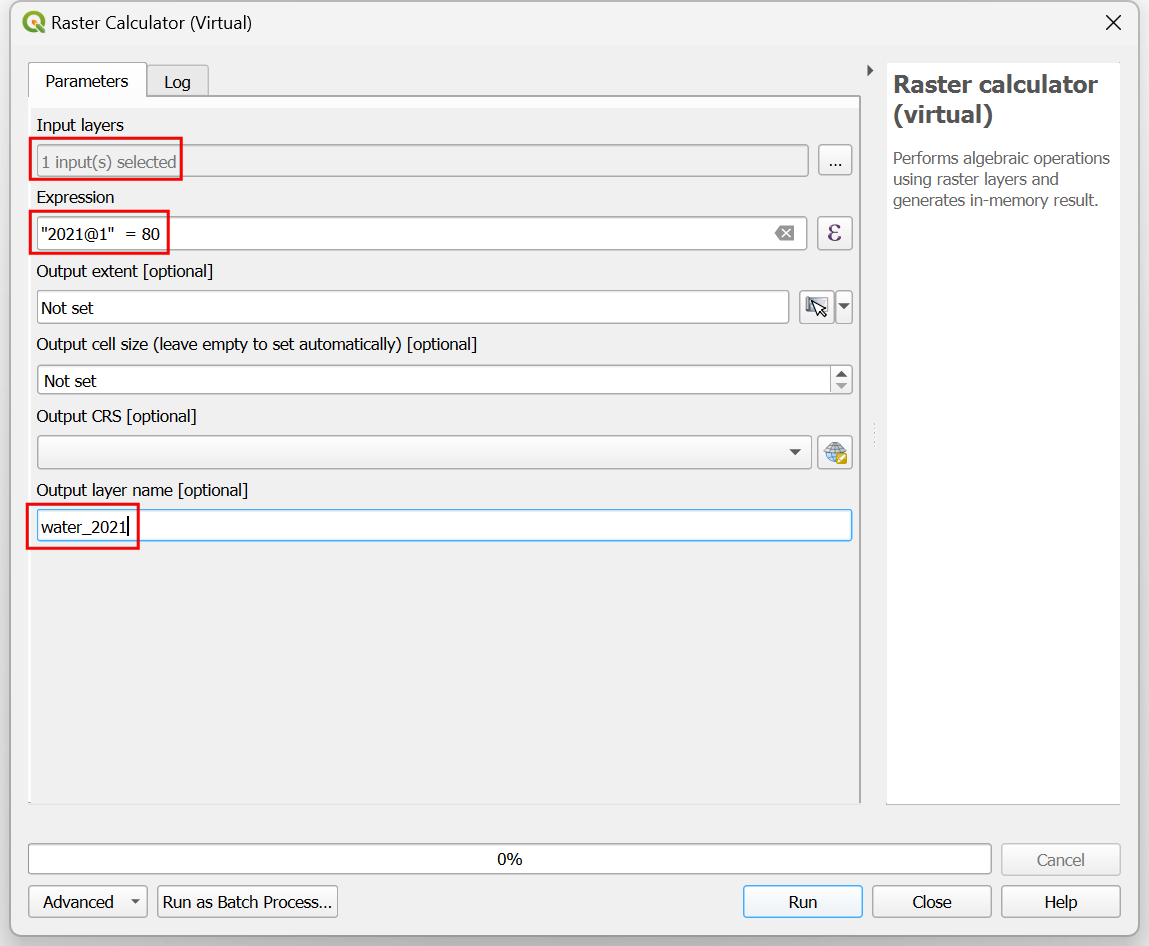 Raster Calculator (Virtual)
Parameters
Log
Input layers
1 input(s) selected
...
Expression
"2021@1" = 80
ε
Output extent [optional]
Not set
Output cell size (leave empty to set automatically) [optional]
Not set
Output CRS [optional]
Output layer name [optional]
water_2021
Raster calculator
(virtual)
Performs algebraic operations
using raster layers and
generates in-memory result.
0%
Cancel
Advanced
Run as Batch Process...
Run
Close
Help